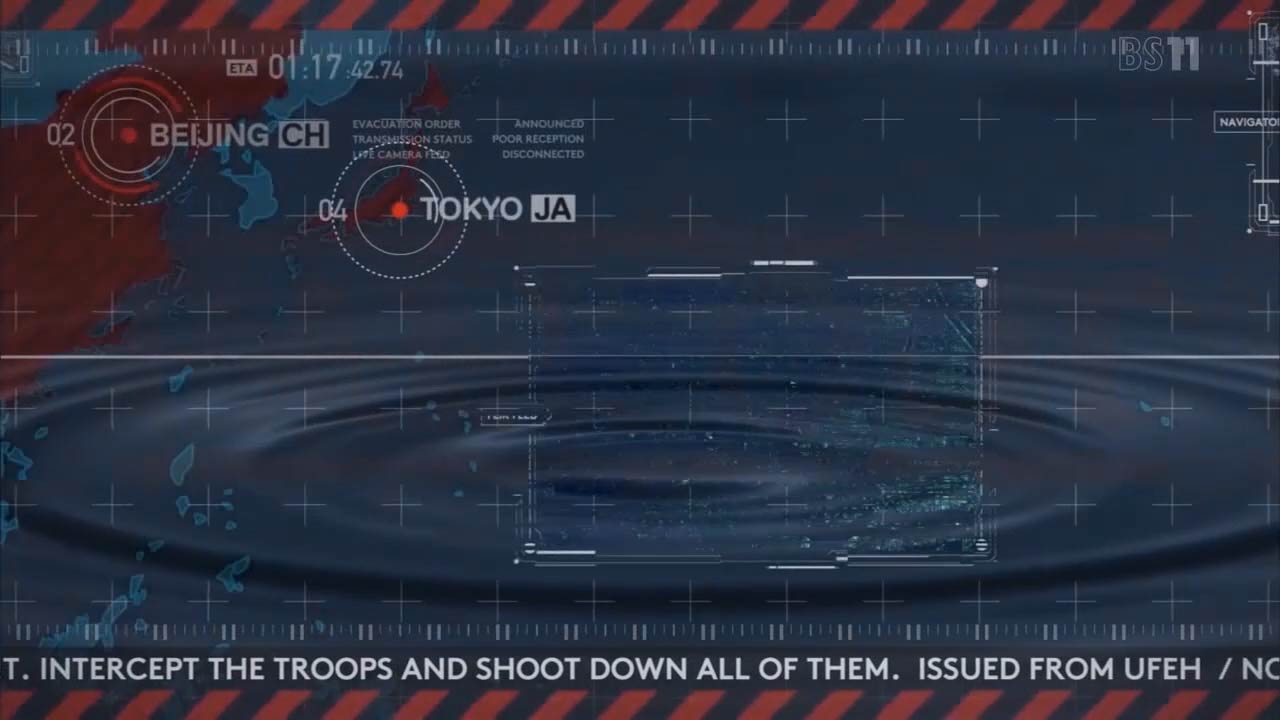 BS11
ETA 01:17:42.74
02 BEIJING CH
EVACUATION ORDER ANNOUNCED
TRANSMISSION STATUS POOR RECEPTION
LIVE CAMERA FEED DISCONNECTED
NAVIGATOR
04 TOKYO JA
T. INTERCEPT THE TROOPS AND SHOOT DOWN ALL OF THEM. ISSUED FROM UFEH / NO